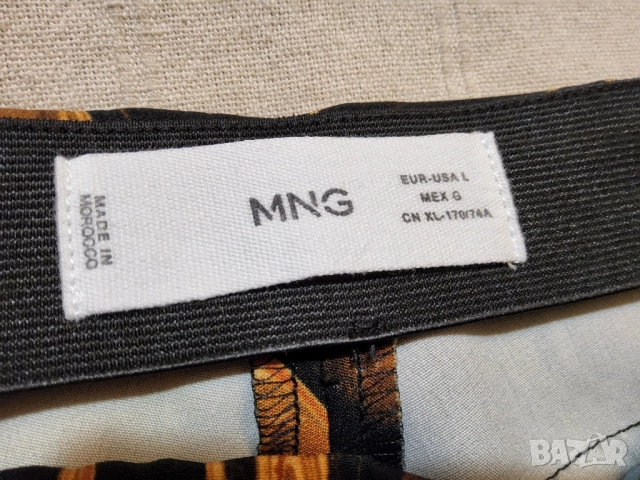 MADE IN
MOROCCO
MNG
EUR-USA L
MEX G
CN XL-170/74A
BAZAR